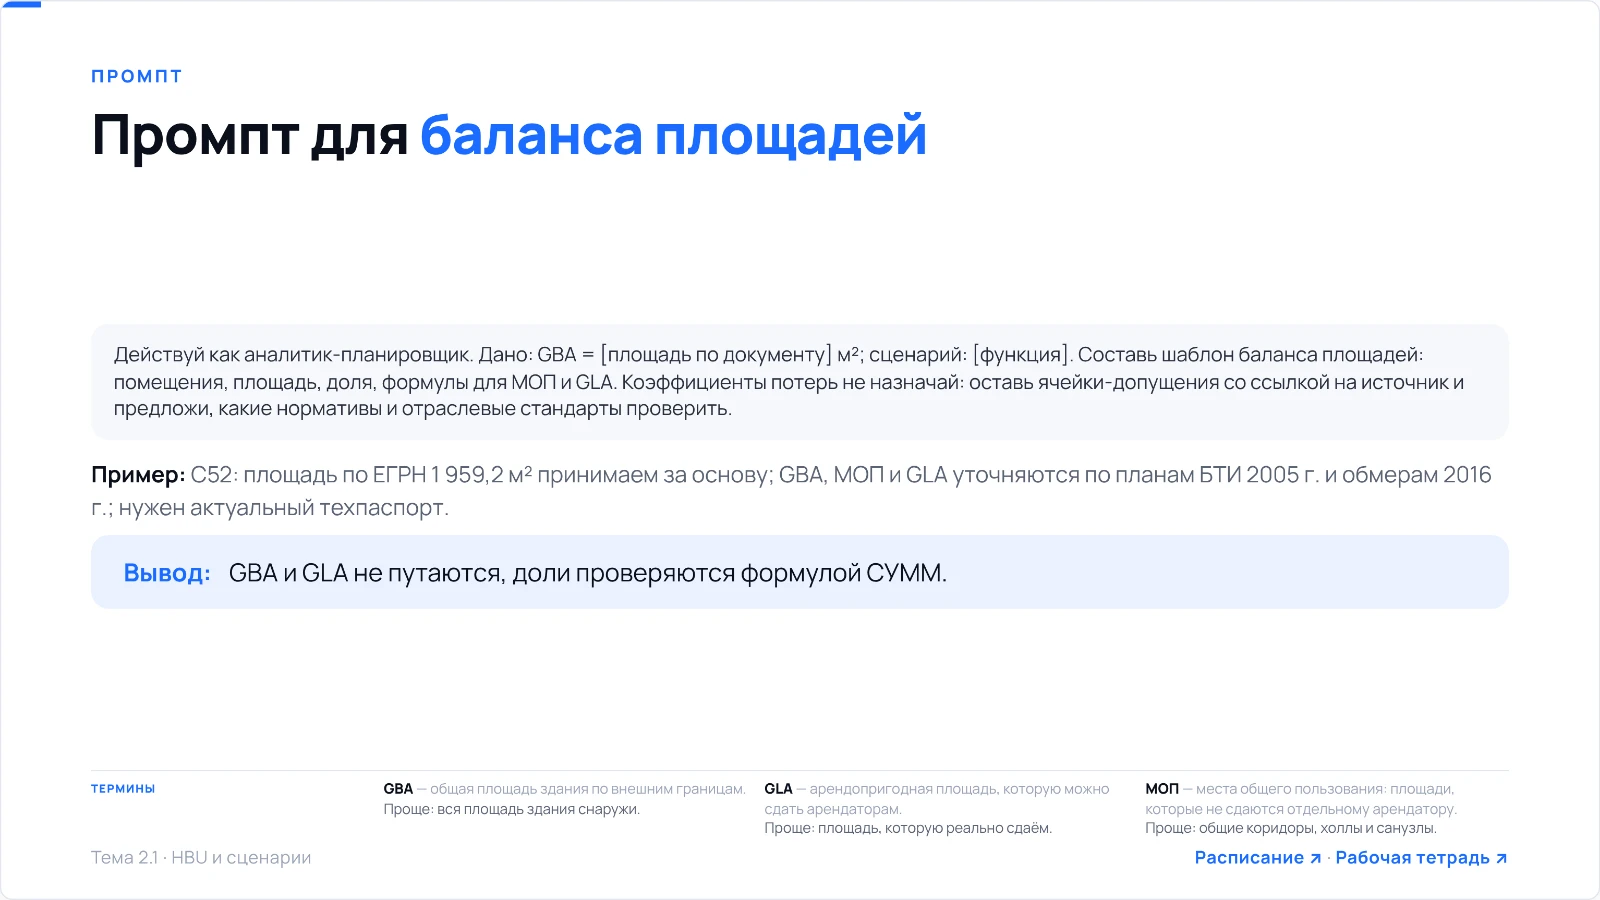 ПРОМПТ
Промпт для баланса площадей
Действуй как аналитик-планировщик. Дано: GBA = [площадь по документу] м²; сценарий: [функция]. Составь шаблон баланса площадей:
помещения, площадь, доля, формулы для МОП и GLA. Коэффициенты потерь не назначай: оставь ячейки-допущения со ссылкой на источник и
предложи, какие нормативы и отраслевые стандарты проверить.
Пример: С52: площадь по ЕГРН 1 959,2 м² принимаем за основу; GBA, МОП и GLA уточняются по планам БТИ 2005 г. и обмерам 2016
г.; нужен актуальный техпаспорт.
Вывод: GBA и GLA не путаются, доли проверяются формулой СУММ.
ТЕРМИНЫ
GBA — общая площадь здания по внешним границам.
Проще: вся площадь здания снаружи.
GLA — арендопригодная площадь, которую можно
сдать арендаторам.
Проще: площадь, которую реально сдаём.
МОП — места общего пользования: площади,
которые не сдаются отдельному арендатору.
Проще: общие коридоры, холлы и санузлы.
Тема 2.1 · HBU и сценарии
Расписание ↗ · Рабочая тетрадь ↗